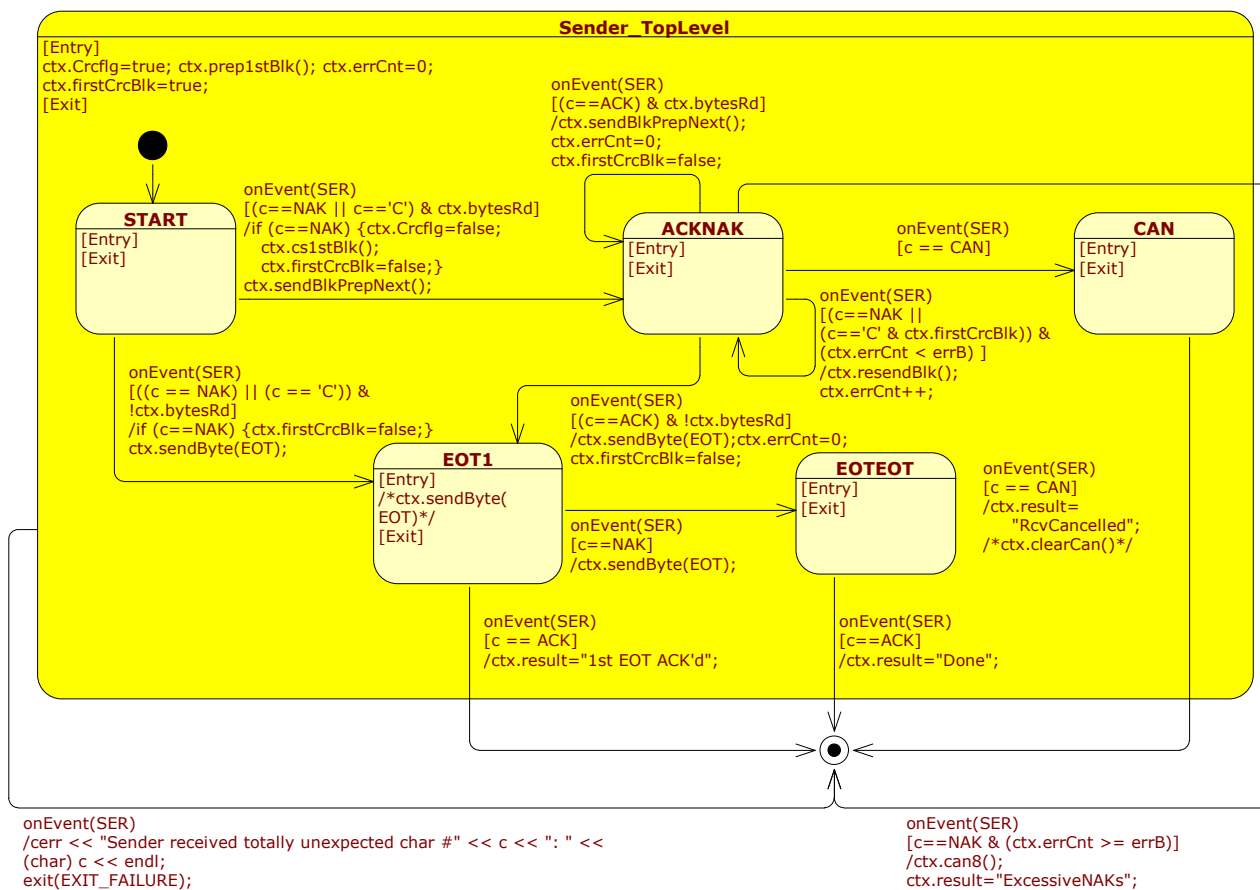 Sender_TopLevel
[Entry]
ctx.Crcflg=true; ctx.prep1stBlk(); ctx.errCnt=0;
ctx.firstCrcBlk=true;
[Exit]
onEvent(SER)
[(c==ACK) & ctx.bytesRd]
/ctx.sendBlkPrepNext();
ctx.errCnt=0;
ctx.firstCrcBlk=false;
START
[Entry]
[Exit]
onEvent(SER)
[(c==NAK || c=='C') & ctx.bytesRd]
/if (c==NAK) {ctx.Crcflg=false;
ctx.cs1stBlk();
ctx.firstCrcBlk=false;}
ctx.sendBlkPrepNext();
ACKNAK
[Entry]
[Exit]
onEvent(SER)
[c == CAN]
CAN
[Entry]
[Exit]
onEvent(SER)
[(c==NAK ||
(c=='C' & ctx.firstCrcBlk)) &
(ctx.errCnt < errB) ]
/ctx.resendBlk();
ctx.errCnt++;
onEvent(SER)
[((c == NAK) || (c == 'C')) &
!ctx.bytesRd]
/if (c==NAK) {ctx.firstCrcBlk=false;}
ctx.sendByte(EOT);
onEvent(SER)
[(c==ACK) & !ctx.bytesRd]
/ctx.sendByte(EOT);ctx.errCnt=0;
ctx.firstCrcBlk=false;
EOT1
[Entry]
/*ctx.sendByte(
EOT)*/
[Exit]
onEvent(SER)
[c==NAK]
/ctx.sendByte(EOT);
EOTEOT
[Entry]
[Exit]
onEvent(SER)
[c == CAN]
/ctx.result=
"RcvCancelled";
/*ctx.clearCan()*/
onEvent(SER)
[c == ACK]
/ctx.result="1st EOT ACK'd";
onEvent(SER)
[c==ACK]
/ctx.result="Done";
onEvent(SER)
/cerr << "Sender received totally unexpected char #" << c << ": " <<
(char) c << endl;
exit(EXIT_FAILURE);
onEvent(SER)
[c==NAK & (ctx.errCnt >= errB)]
/ctx.can8();
ctx.result="ExcessiveNAKs";